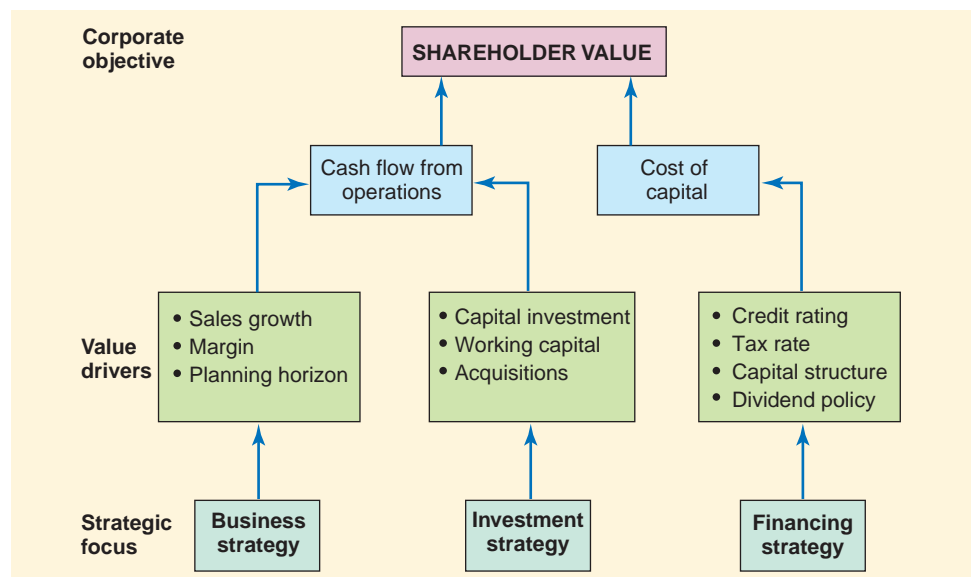 Corporate
objective
SHAREHOLDER VALUE
Cash flow from
operations
Cost of
capital
Value
drivers
• Sales growth
• Margin
• Planning horizon
• Capital investment
• Working capital
• Acquisitions
• Credit rating
• Tax rate
• Capital structure
• Dividend policy
Strategic
focus
Business
strategy
Investment
strategy
Financing
strategy